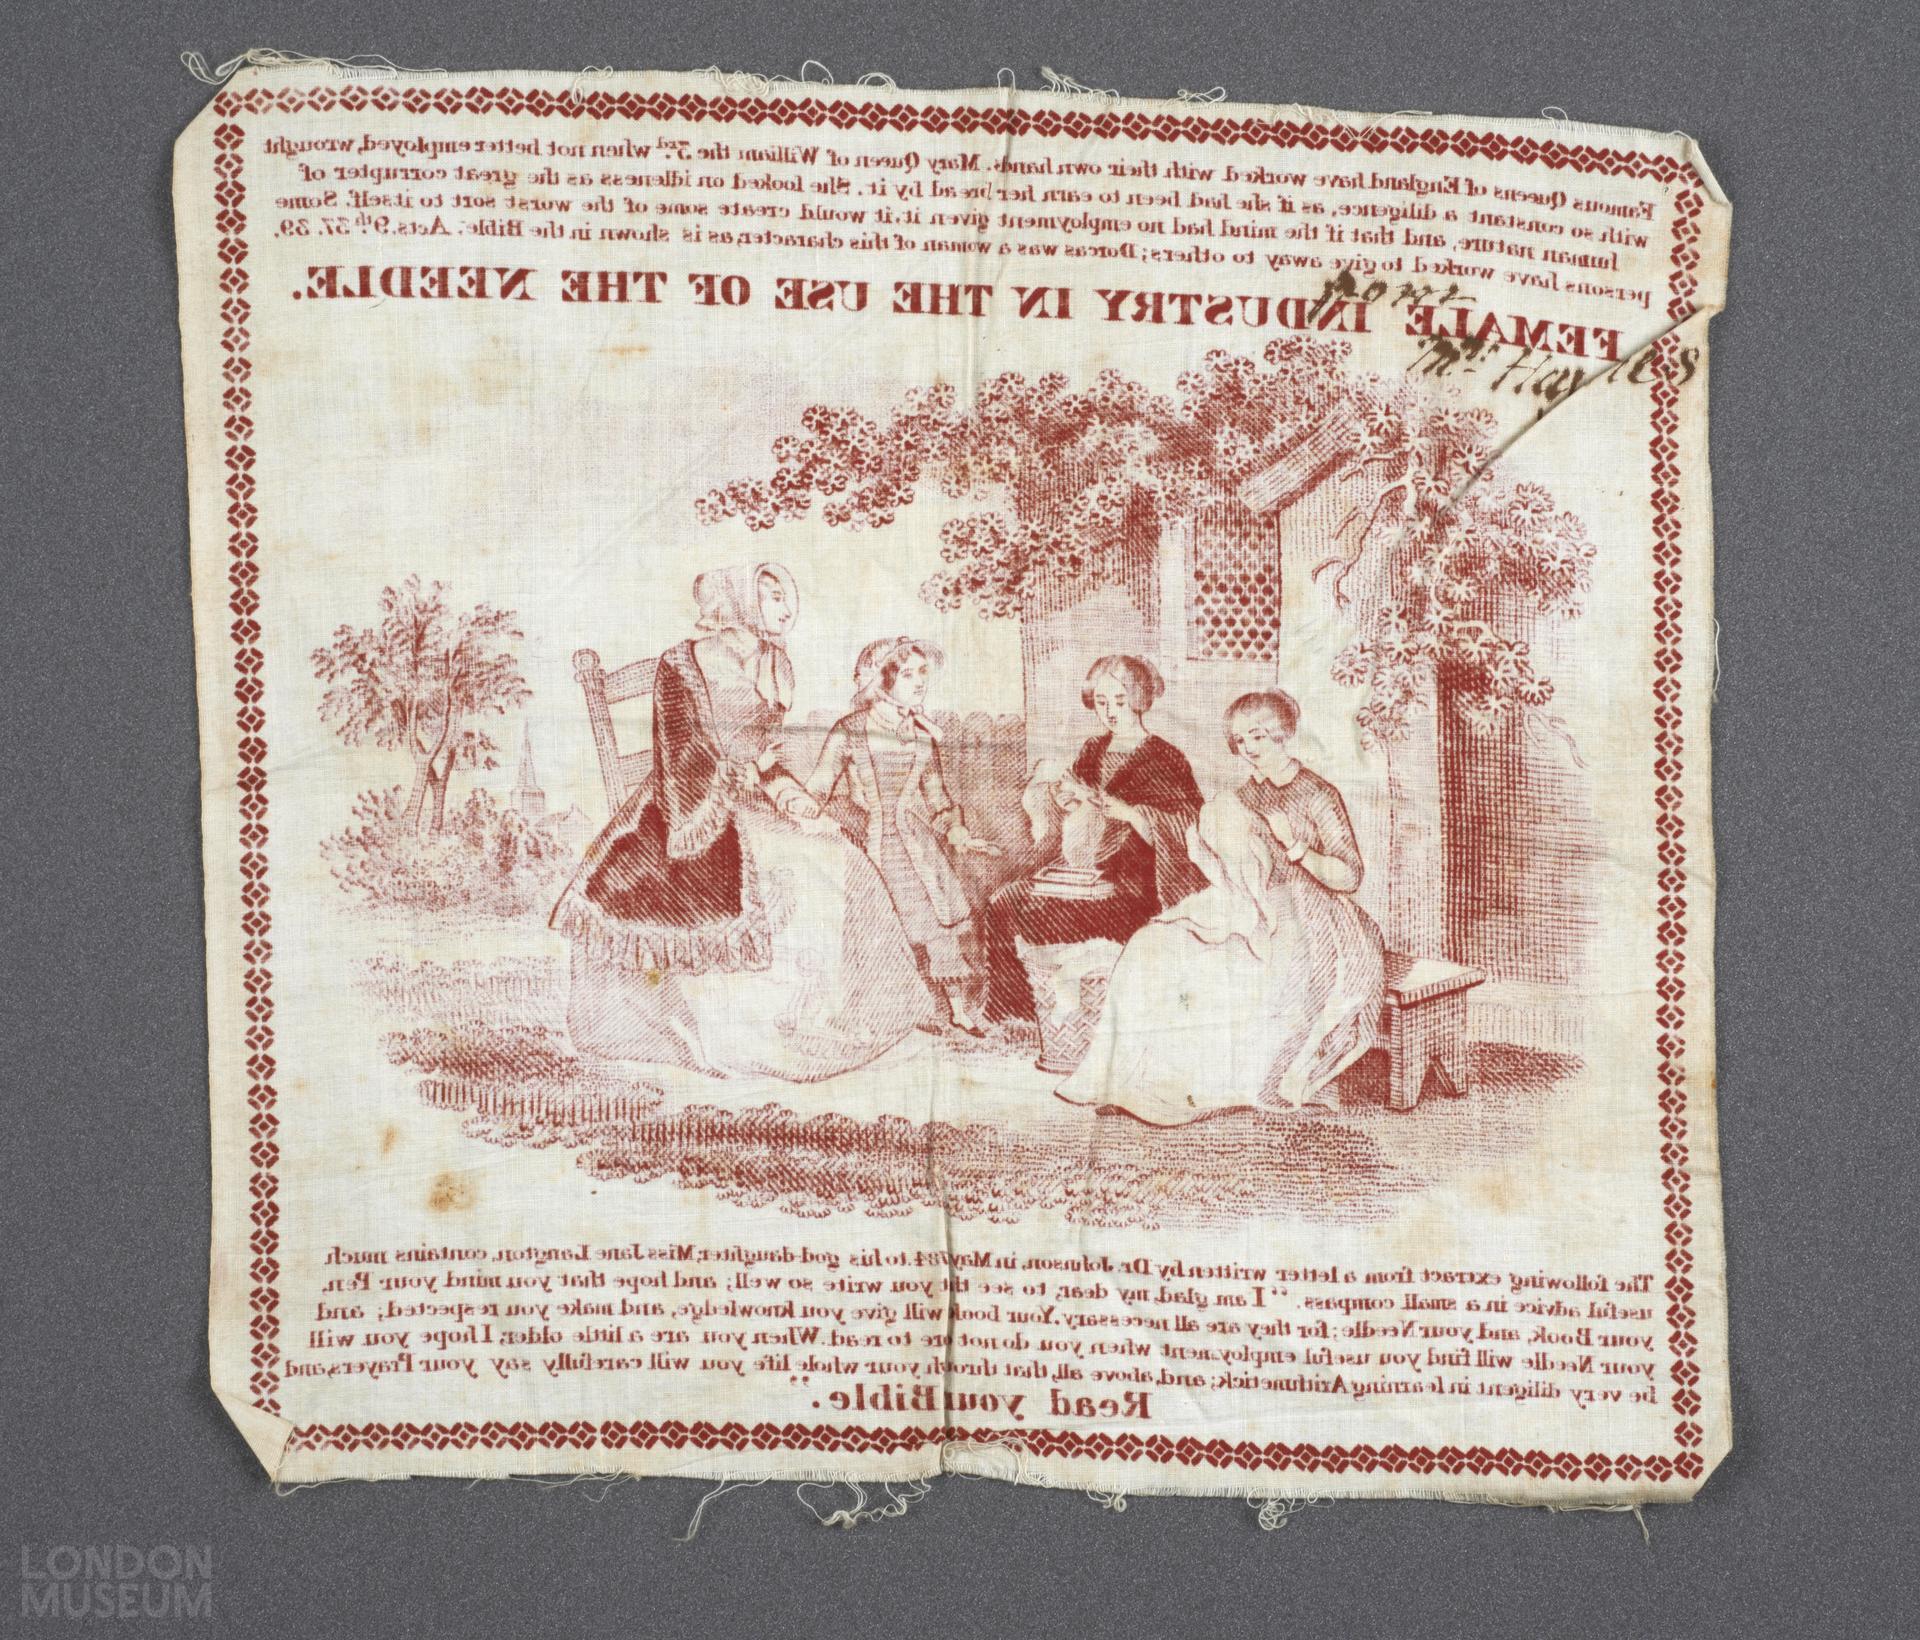 Famous Queens of England have worked with their own hands. Mary Queen of William the 3rd. when not better employed, wrought
with so constant a diligence, as if she had been to earn her bread by it. She looked on idleness as the great corrupter of
human nature, and that if the mind had no employment given it, it would create some of the worst sort to itself. Some
persons have worked to give away to others; Dorcas was a woman of this character, as is shown in the Bible. Acts. 9th. 37. 39.
FEMALE INDUSTRY IN THE USE OF THE NEEDLE.
from
Mrs Hayles
The following extract from a letter written by Dr. Johnson, in May 1784. to his god-daughter, Miss Jane Langton, contains much
useful advice in a small compass. "I am glad, my dear, to see that you write so well; and hope that you mind your Pen,
your Book, and your Needle; for they are all necessary. Your book will give you knowledge, and make you respected; and
your Needle will find you useful employment when you do not care to read. When you are a little older, I hope you will
be very diligent in learning Arithmetick; and, above all, that through your whole life you will carefully say your Prayers, and
Read your Bible."
LONDON
MUSEUM